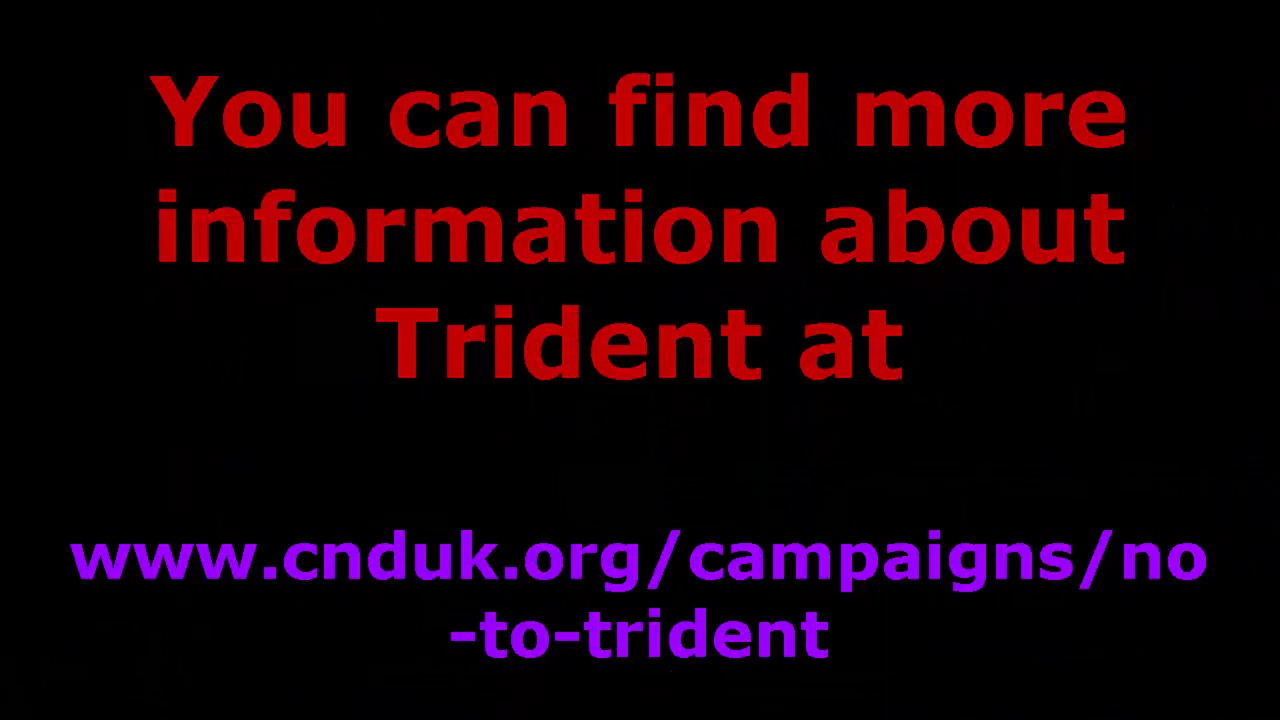 You can find more
information about
Trident at
www.cnduk.org/campaigns/no
-to-trident